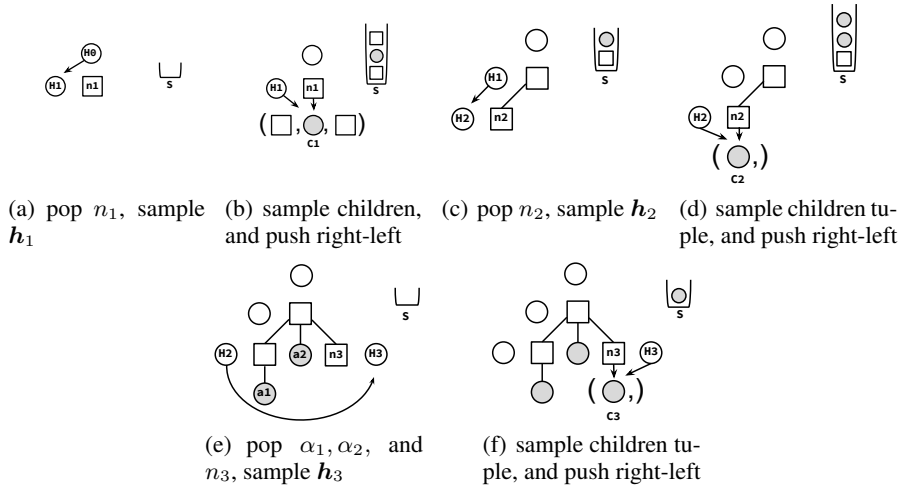 H0
H1 n1
S
H1 n1
( , , )
C1
S
H1
H2 n2
S
H2 n2
( ,)
C2
S
(a) pop n₁, sample
h₁
(b) sample children,
and push right-left
(c) pop n₂, sample h₂
(d) sample children tu-
ple, and push right-left
H2 a2 n3 H3
a1
S
n3 H3
( ,)
C3
S
(e) pop α₁, α₂, and
n₃, sample h₃
(f) sample children tu-
ple, and push right-left